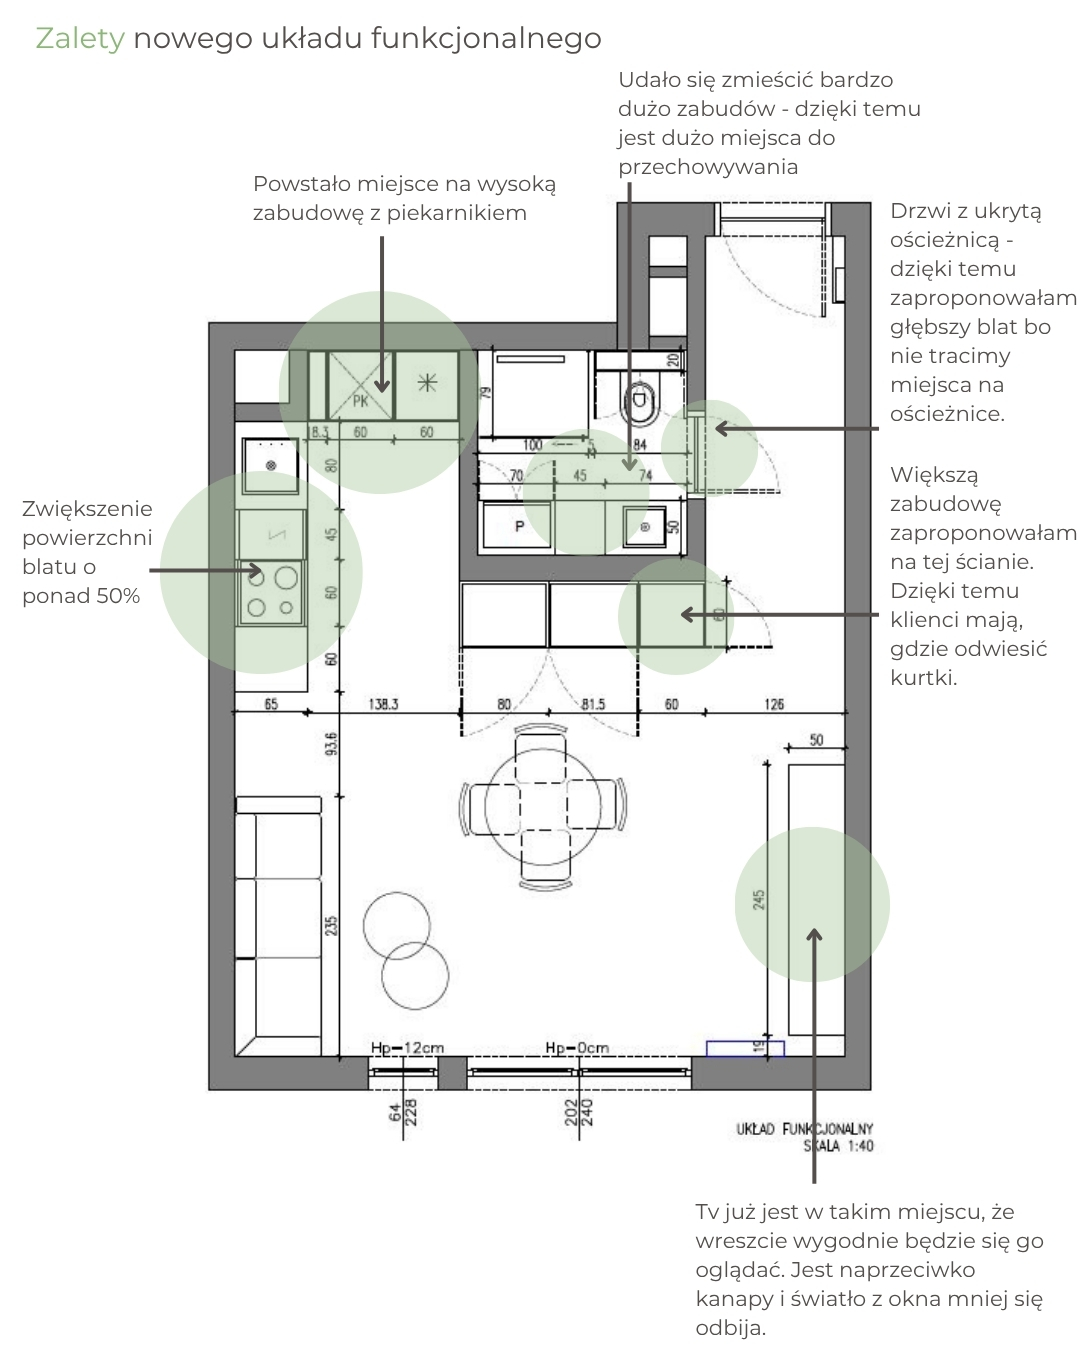 Zalety nowego układu funkcjonalnego
Udało się zmieścić bardzo
dużo zabudów - dzięki temu
jest dużo miejsca do
przechowywania
Powstało miejsce na wysoką
zabudowę z piekarnikiem
Drzwi z ukrytą
ościeżnicą -
dzięki temu
zaproponowałam
głębszy blat bo
nie tracimy
miejsca na
ościeżnice.
Większą
zabudowę
zaproponowałam
na tej ścianie.
Dzięki temu
klienci mają,
gdzie odwiesić
kurtki.
Zwiększenie
powierzchni
blatu o
ponad 50%
PK
18.3 60 60
80
45
60
60
93.6
235
79
20
100 5 84
70 45 74
P
50
60
65 138.3 80 81.5 60 126
50
245
19
Hp-12cm Hp-0cm
64
228
202
240
UKŁAD FUNKCJONALNY
SKALA 1:40
Tv już jest w takim miejscu, że
wreszcie wygodnie będzie się go
oglądać. Jest naprzeciwko
kanapy i światło z okna mniej się
odbija.